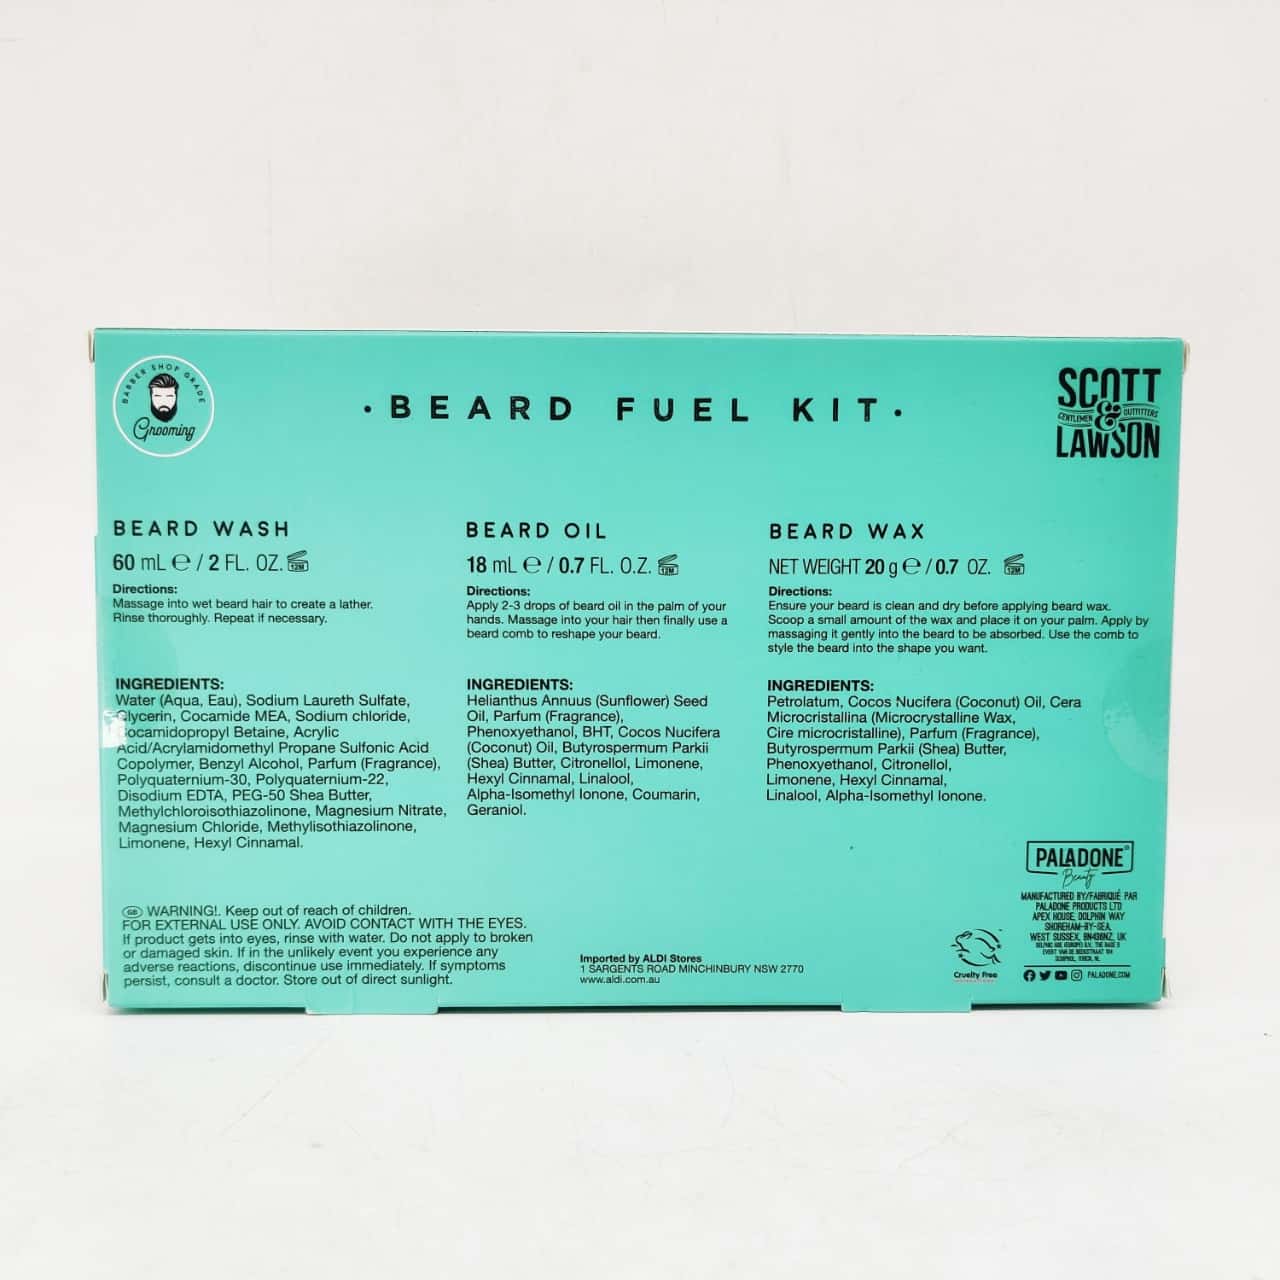 BARBER SHOP GRADE
Grooming
· BEARD FUEL KIT ·
SCOTT
GENTLEMEN & OUTFITTERS
LAWSON
BEARD WASH
60 mL ℮ / 2 FL. OZ. 12M
Directions:
Massage into wet beard hair to create a lather.
Rinse thoroughly. Repeat if necessary.
INGREDIENTS:
Water (Aqua, Eau), Sodium Laureth Sulfate,
Glycerin, Cocamide MEA, Sodium chloride,
Cocamidopropyl Betaine, Acrylic
Acid/Acrylamidomethyl Propane Sulfonic Acid
Copolymer, Benzyl Alcohol, Parfum (Fragrance),
Polyquaternium-30, Polyquaternium-22,
Disodium EDTA, PEG-50 Shea Butter,
Methylchloroisothiazolinone, Magnesium Nitrate,
Magnesium Chloride, Methylisothiazolinone,
Limonene, Hexyl Cinnamal.
BEARD OIL
18 mL ℮ / 0.7 FL. O.Z. 12M
Directions:
Apply 2-3 drops of beard oil in the palm of your
hands. Massage into your hair then finally use a
beard comb to reshape your beard.
INGREDIENTS:
Helianthus Annuus (Sunflower) Seed
Oil, Parfum (Fragrance),
Phenoxyethanol, BHT, Cocos Nucifera
(Coconut) Oil, Butyrospermum Parkii
(Shea) Butter, Citronellol, Limonene,
Hexyl Cinnamal, Linalool,
Alpha-Isomethyl Ionone, Coumarin,
Geraniol.
BEARD WAX
NET WEIGHT 20 g ℮ / 0.7 OZ. 12M
Directions:
Ensure your beard is clean and dry before applying beard wax.
Scoop a small amount of the wax and place it on your palm. Apply by
massaging it gently into the beard to be absorbed. Use the comb to
style the beard into the shape you want.
INGREDIENTS:
Petrolatum, Cocos Nucifera (Coconut) Oil, Cera
Microcristallina (Microcrystalline Wax,
Cire microcristalline), Parfum (Fragrance),
Butyrospermum Parkii (Shea) Butter,
Phenoxyethanol, Citronellol,
Limonene, Hexyl Cinnamal,
Linalool, Alpha-Isomethyl Ionone.
GB WARNING!. Keep out of reach of children.
FOR EXTERNAL USE ONLY. AVOID CONTACT WITH THE EYES.
If product gets into eyes, rinse with water. Do not apply to broken
or damaged skin. If in the unlikely event you experience any
adverse reactions, discontinue use immediately. If symptoms
persist, consult a doctor. Store out of direct sunlight.
Imported by ALDI Stores
1 SARGENTS ROAD MINCHINBURY NSW 2770
www.aldi.com.au
Cruelty Free
PALADONE®
Beauty
MANUFACTURED BY/FABRIQUÉ PAR
PALADONE PRODUCTS LTD
APEX HOUSE, DOLPHIN WAY
SHOREHAM-BY-SEA,
WEST SUSSEX, BN436NZ, UK
PALADONE.COM